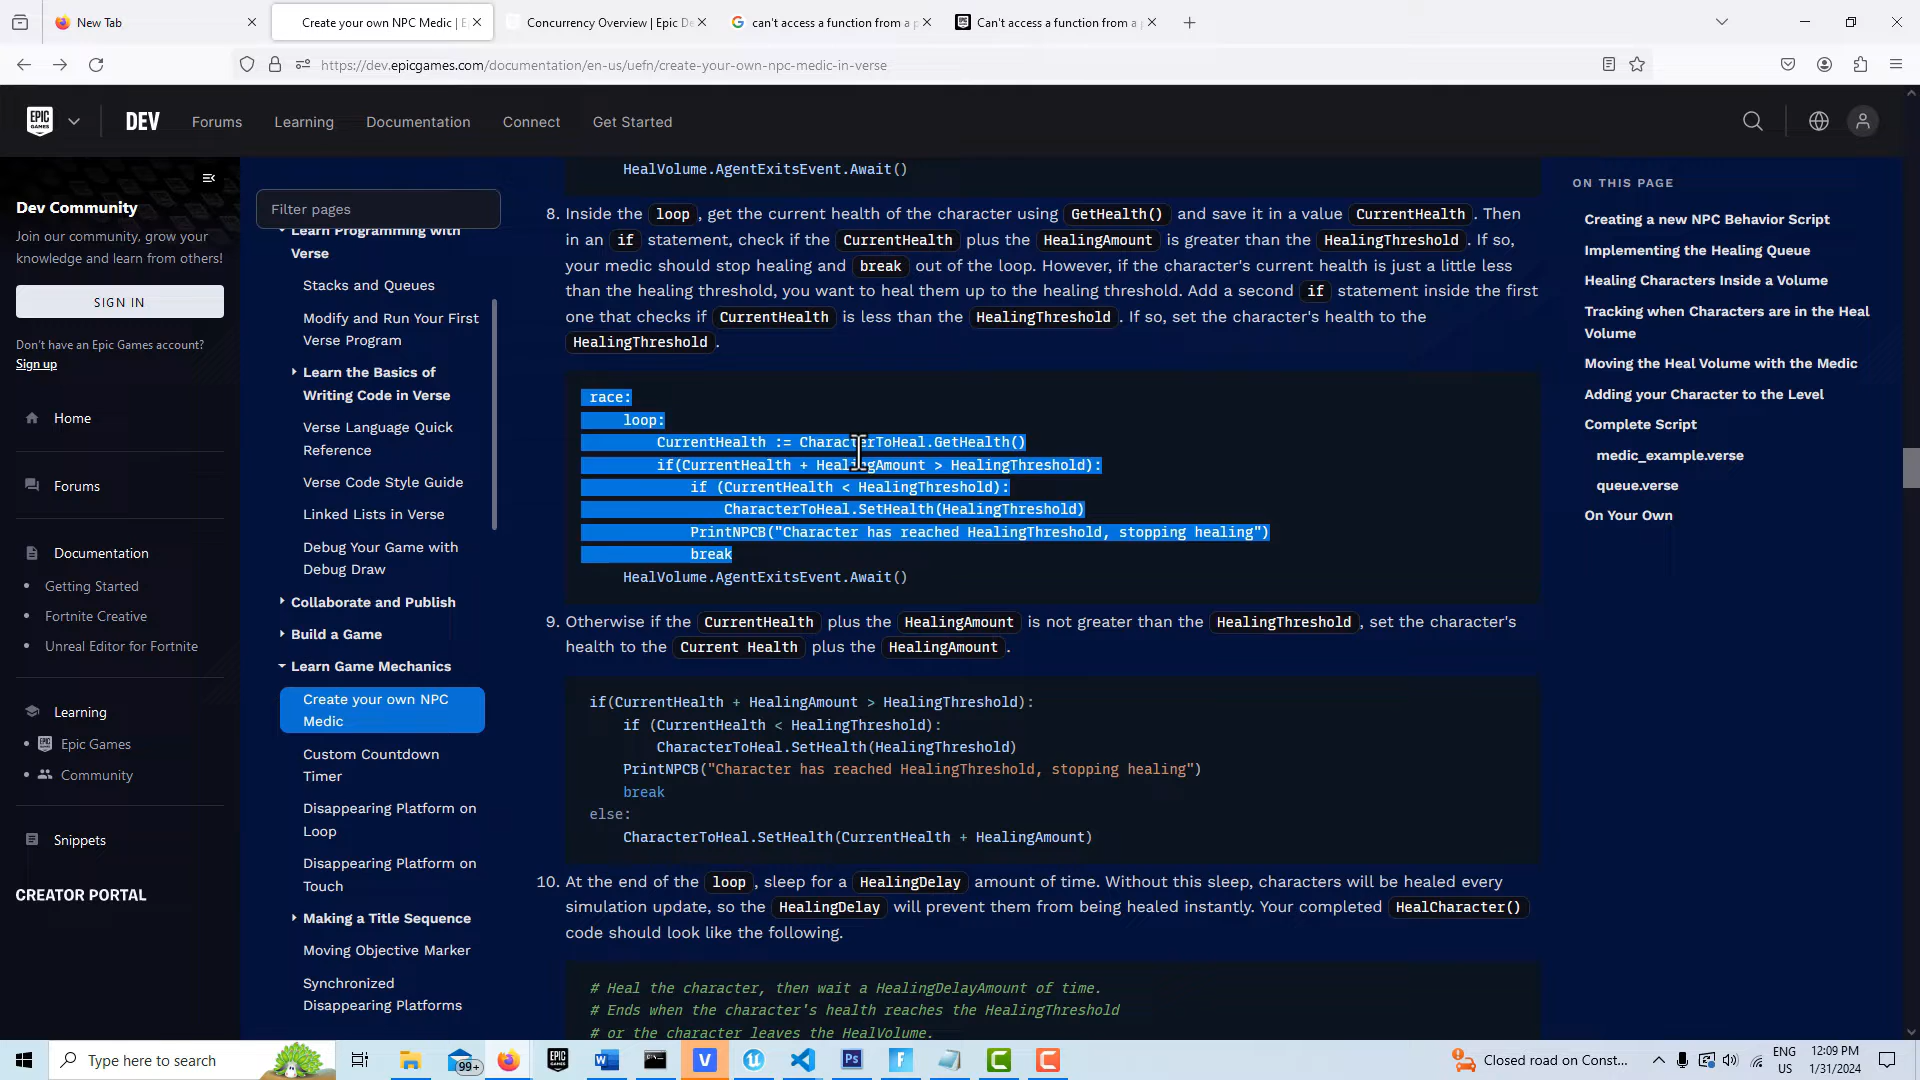 New Tab
Create your own NPC Medic | E
Concurrency Overview | Epic De
can't access a function from a p
Can't access a function from a
https://dev.epicgames.com/documentation/en-us/uefn/create-your-own-npc-medic-in-verse
EPIC GAMES
DEV
Forums
Learning
Documentation
Connect
Get Started
Dev Community
Join our community, grow your
knowledge and learn from others!
SIGN IN
Don't have an Epic Games account?
Sign up
Home
Forums
Documentation
Getting Started
Fortnite Creative
Unreal Editor for Fortnite
Learning
Epic Games
Community
Snippets
CREATOR PORTAL
Filter pages
Learn Programming with
Verse
Stacks and Queues
Modify and Run Your First
Verse Program
Learn the Basics of
Writing Code in Verse
Verse Language Quick
Reference
Verse Code Style Guide
Linked Lists in Verse
Debug Your Game with
Debug Draw
Collaborate and Publish
Build a Game
Learn Game Mechanics
Create your own NPC
Medic
Custom Countdown
Timer
Disappearing Platform on
Loop
Disappearing Platform on
Touch
Making a Title Sequence
Moving Objective Marker
Synchronized
Disappearing Platforms
HealVolume.AgentExitsEvent.Await()
8. Inside the loop, get the current health of the character using GetHealth() and save it in a value CurrentHealth. Then
in an if statement, check if the CurrentHealth plus the HealingAmount is greater than the HealingThreshold. If so,
your medic should stop healing and break out of the loop. However, if the character's current health is just a little less
than the healing threshold, you want to heal them up to the healing threshold. Add a second if statement inside the first
one that checks if CurrentHealth is less than the HealingThreshold. If so, set the character's health to the
HealingThreshold.
race:
loop:
CurrentHealth := CharacterToHeal.GetHealth()
if(CurrentHealth + HealingAmount > HealingThreshold):
if (CurrentHealth < HealingThreshold):
CharacterToHeal.SetHealth(HealingThreshold)
PrintNPCB("Character has reached HealingThreshold, stopping healing")
break
HealVolume.AgentExitsEvent.Await()
9. Otherwise if the CurrentHealth plus the HealingAmount is not greater than the HealingThreshold, set the character's
health to the Current Health plus the HealingAmount.
if(CurrentHealth + HealingAmount > HealingThreshold):
if (CurrentHealth < HealingThreshold):
CharacterToHeal.SetHealth(HealingThreshold)
PrintNPCB("Character has reached HealingThreshold, stopping healing")
break
else:
CharacterToHeal.SetHealth(CurrentHealth + HealingAmount)
10. At the end of the loop, sleep for a HealingDelay amount of time. Without this sleep, characters will be healed every
simulation update, so the HealingDelay will prevent them from being healed instantly. Your completed HealCharacter()
code should look like the following.
# Heal the character, then wait a HealingDelayAmount of time.
# Ends when the character's health reaches the HealingThreshold
# or the character leaves the HealVolume.
ON THIS PAGE
Creating a new NPC Behavior Script
Implementing the Healing Queue
Healing Characters Inside a Volume
Tracking when Characters are in the Heal
Volume
Moving the Heal Volume with the Medic
Adding your Character to the Level
Complete Script
medic_example.verse
queue.verse
On Your Own
Type here to search
99+
Closed road on Const...
ENG
US
12:09 PM
1/31/2024